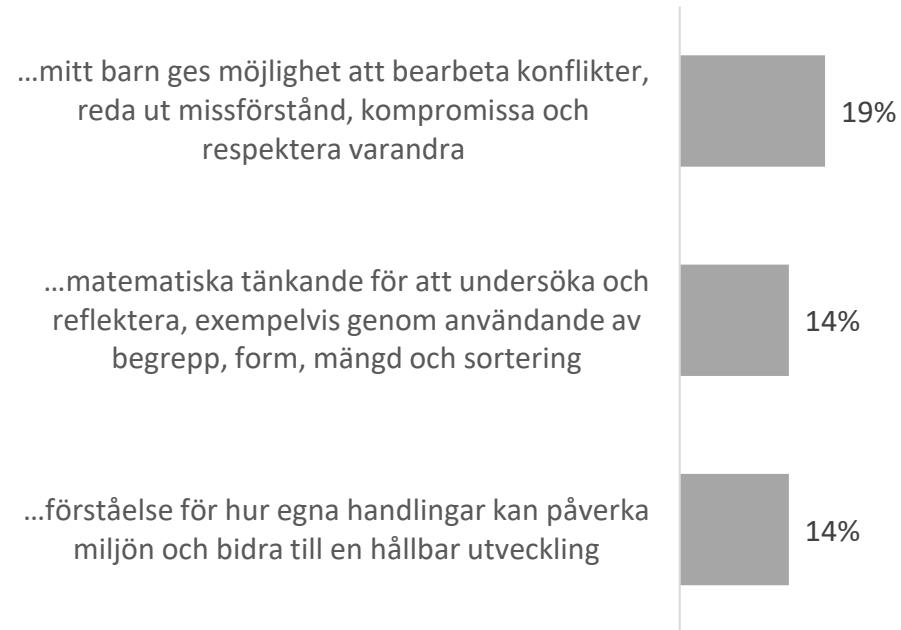 ...mitt barn ges möjlighet att bearbeta konflikter,
reda ut missförstånd, kompromissa och
respektera varandra
19%
...matematiska tänkande för att undersöka och
reflektera, exempelvis genom användande av
begrepp, form, mängd och sortering
14%
...förståelse för hur egna handlingar kan påverka
miljön och bidra till en hållbar utveckling
14%